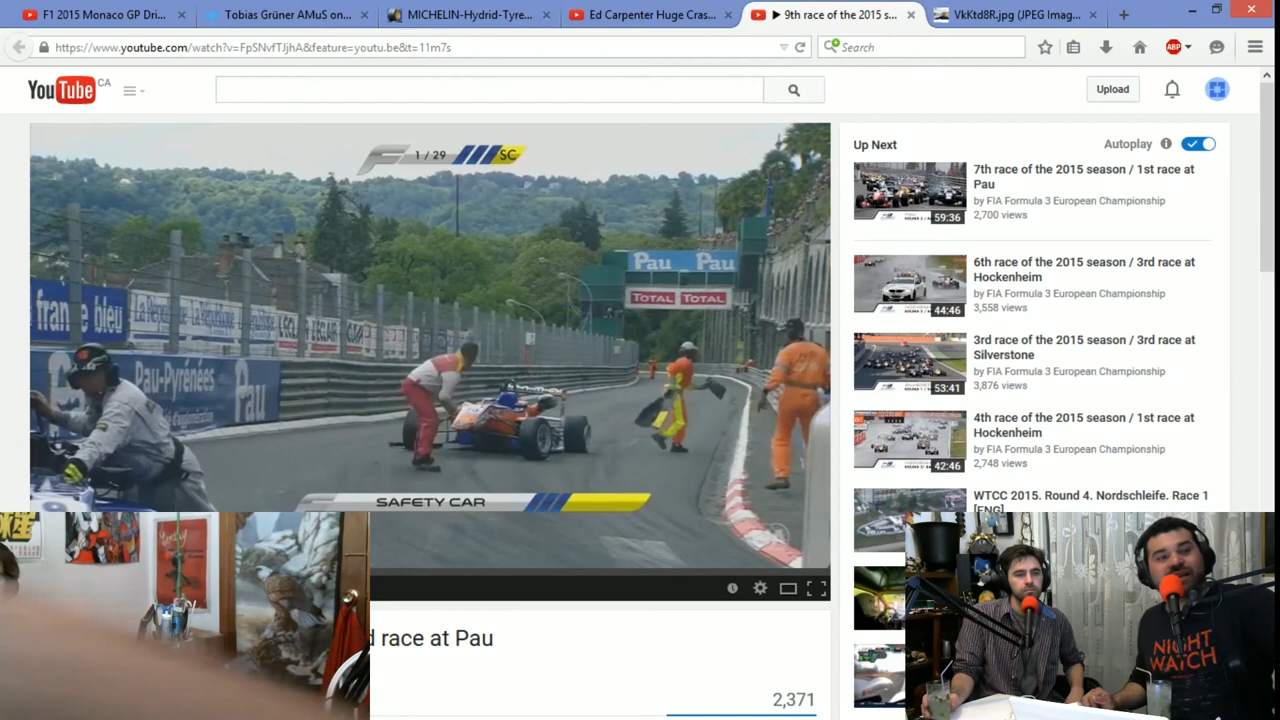 F1 2015 Monaco GP Dri...
Tobias Grüner AMuS on...
MICHELIN-Hydrid-Tyre...
Ed Carpenter Huge Cras...
▶ 9th race of the 2015 s...
VkKtd8R.jpg (JPEG Imag...
https://www.youtube.com/watch?v=FpSNvfTJjhA&feature=youtu.be&t=11m7s
Search
ABP
YouTube CA
Upload
F 1 / 29 SC
Pau Pau
TOTAL TOTAL
france bleu
La République
LECLAIR
Pau-Pyrénées
Pau
SAFETY CAR
d race at Pau
2,371
Up Next
Autoplay
7th race of the 2015 season / 1st race at
Pau
by FIA Formula 3 European Championship
2,700 views
59:36
6th race of the 2015 season / 3rd race at
Hockenheim
by FIA Formula 3 European Championship
3,558 views
44:46
3rd race of the 2015 season / 3rd race at
Silverstone
by FIA Formula 3 European Championship
3,876 views
53:41
4th race of the 2015 season / 1st race at
Hockenheim
by FIA Formula 3 European Championship
2,748 views
42:46
WTCC 2015. Round 4. Nordschleife. Race 1
[ENG]
NIGHT
WATCH